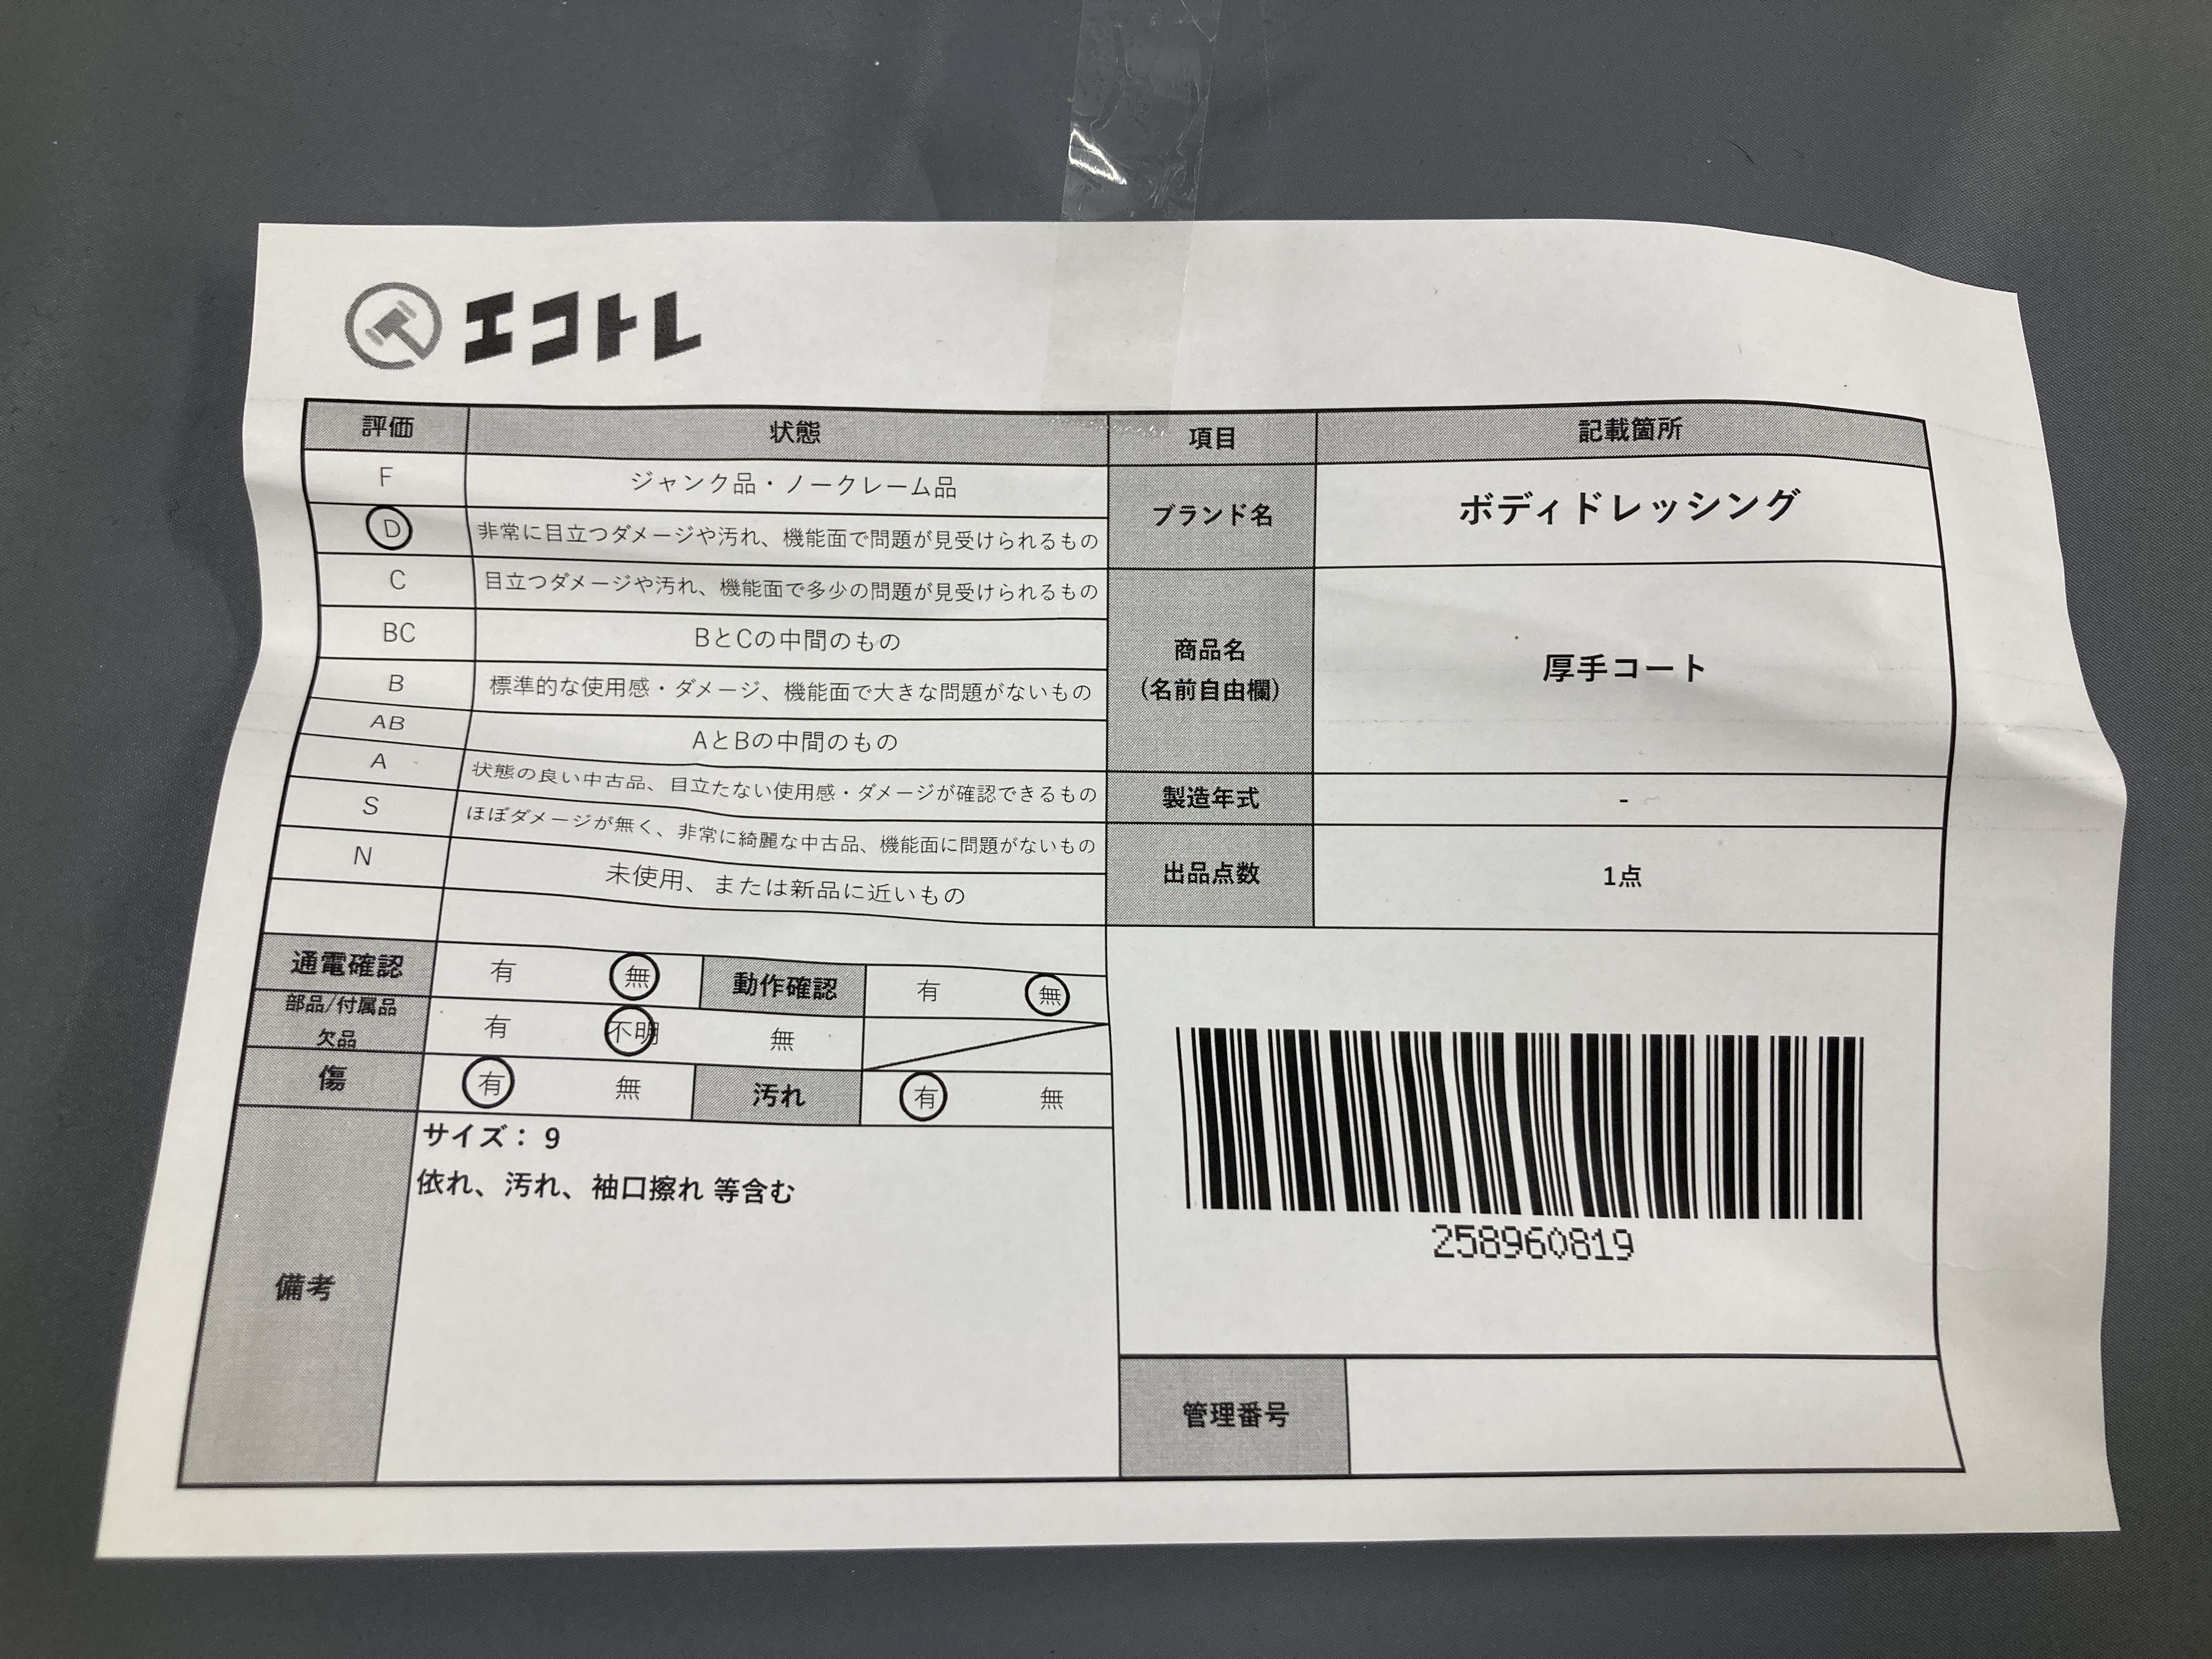 エコトレ
評価 状態 項目 記載箇所
F ジャンク品・ノークレーム品
D 非常に目立つダメージや汚れ、機能面で問題が見受けられるもの
ブランド名 ボディドレッシング
C 目立つダメージや汚れ、機能面で多少の問題が見受けられるもの
BC BとCの中間のもの
B 標準的な使用感・ダメージ、機能面で大きな問題がないもの
商品名
(名前自由欄)
厚手コート
AB AとBの中間のもの
A 状態の良い中古品、目立たない使用感・ダメージが確認できるもの
製造年式 -
S ほぼダメージが無く、非常に綺麗な中古品、機能面に問題がないもの
N 未使用、または新品に近いもの
出品点数 1点
通電確認 有 無 動作確認 有 無
部品/付属品
欠品
有 不明 無
傷 有 無 汚れ 有 無
備考
サイズ： 9
依れ、汚れ、袖口擦れ 等含む
258960819
管理番号